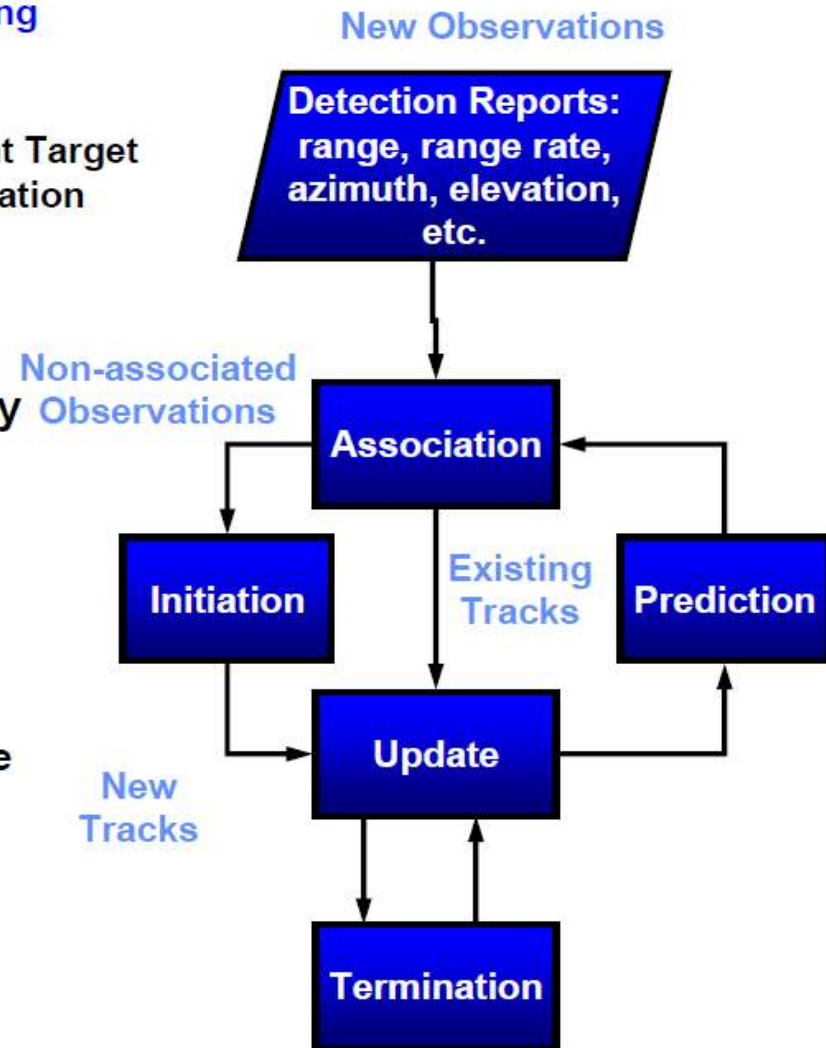 ng
New Observations
Detection Reports:
range, range rate,
azimuth, elevation,
etc.
t Target
ation
Non-associated
Observations
y
Association
Initiation
Existing
Tracks
Prediction
Update
e
New
Tracks
Termination